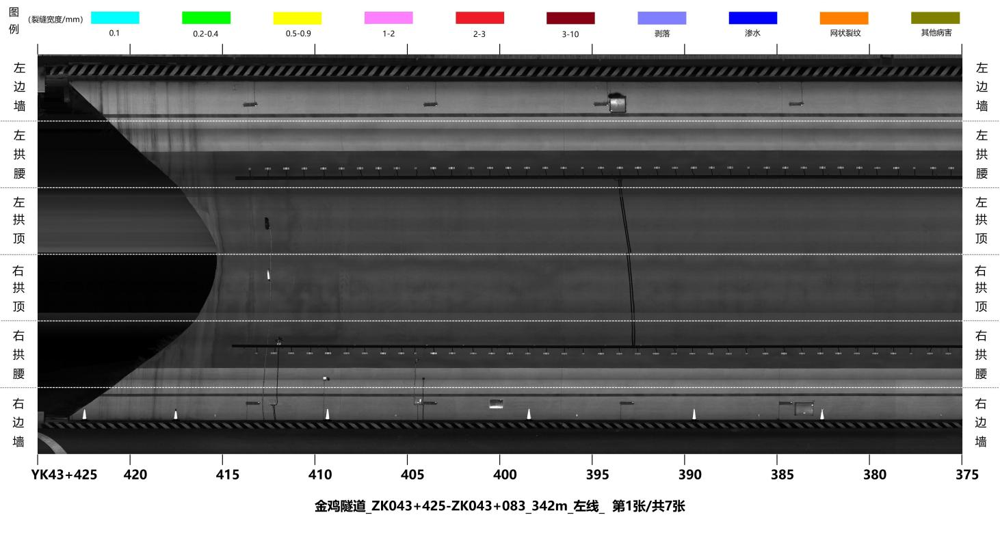 图例
(裂缝宽度/mm)
0.1
0.2-0.4
0.5-0.9
1-2
2-3
3-10
剥落
渗水
网状裂纹
其他病害
左边墙
左边墙
左拱腰
左拱腰
左拱顶
左拱顶
右拱顶
右拱顶
右拱腰
右拱腰
右边墙
右边墙
YK43+425 420 415 410 405 400 395 390 385 380 375
金鸡隧道_ZK043+425-ZK043+083_342m_左线_ 第1张/共7张